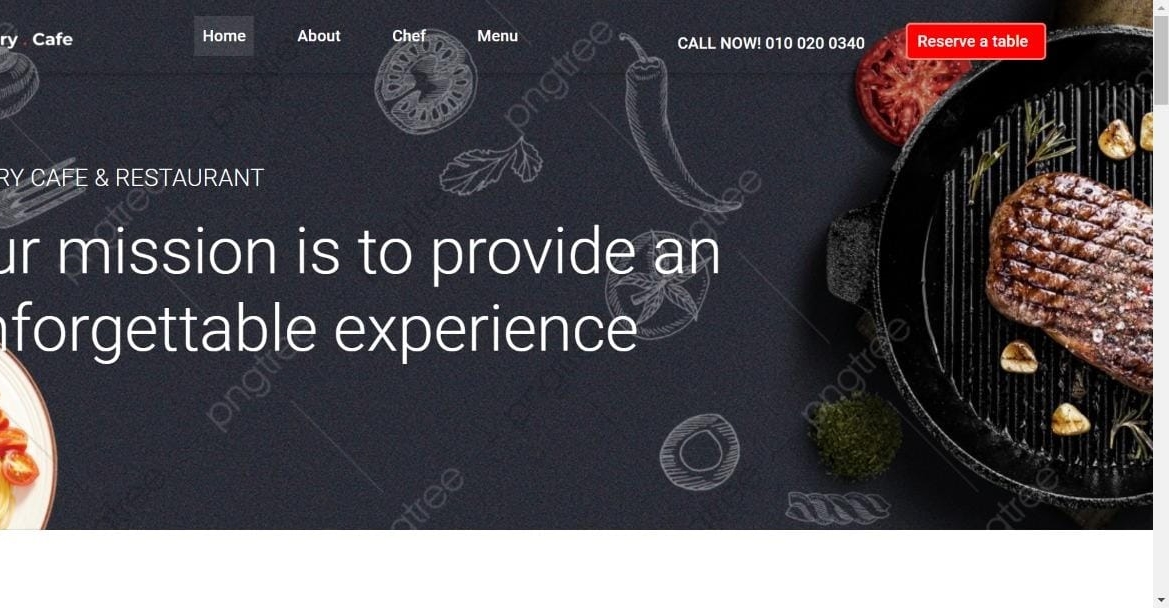 ry . Cafe
Home About Chef Menu
CALL NOW! 010 020 0340
Reserve a table
RY CAFE & RESTAURANT
ur mission is to provide an
nforgettable experience
pngtree
pngtree
pngtree
pngtree
pngtree
pngtree
pngtree
pngtree
pngtree